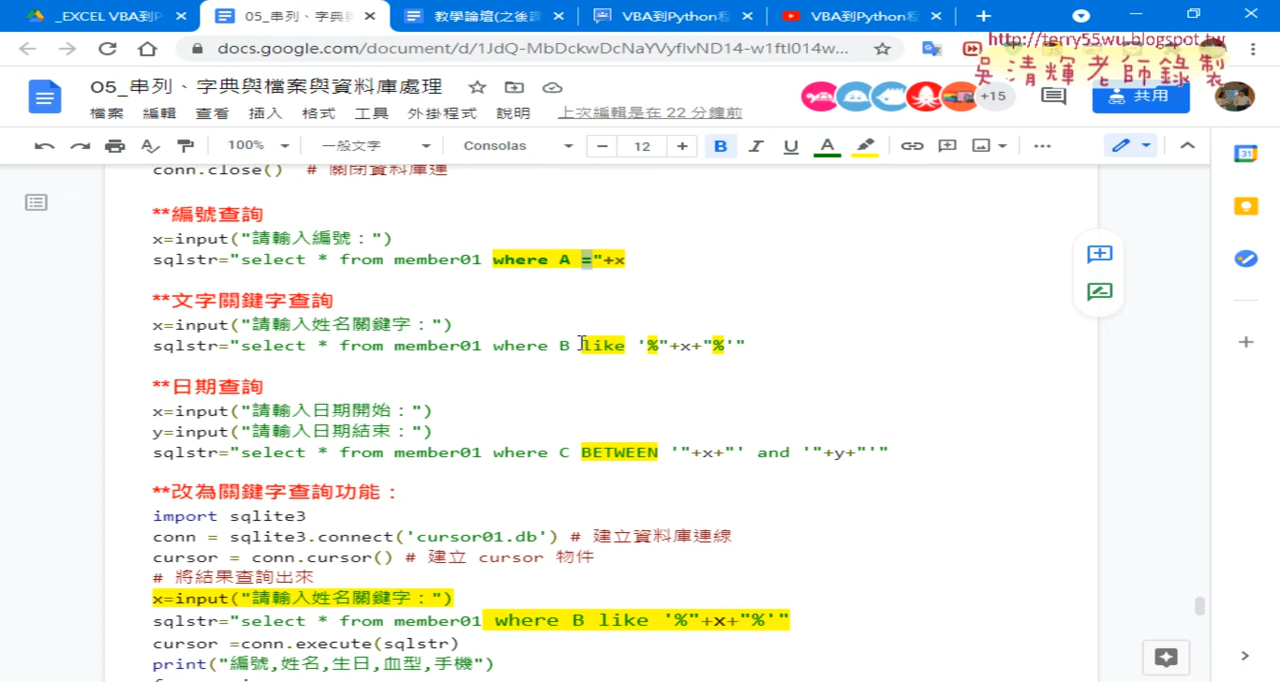 _EXCEL VBA到P
05_串列、字典與
教學論壇(之後課
VBA到Python程
VBA到Python程
docs.google.com/document/d/1JdQ-MbDckwDcNaYVyflvND14-w1ftl014w...
http://terry55.wu.blogspot.tw
吳清輝老師錄製
05_串列、字典與檔案與資料庫處理
+15
共用
檔案 編輯 查看 插入 格式 工具 外掛程式 說明 上次編輯是在 22 分鐘前
100% 一般文字 Consolas 12 B I U A
conn.close() # 關閉資料庫連
**編號查詢
x=input("請輸入編號：")
sqlstr="select * from member01 where A ="+x
**文字關鍵字查詢
x=input("請輸入姓名關鍵字：")
sqlstr="select * from member01 where B like '%"+x+"%'"
**日期查詢
x=input("請輸入日期開始：")
y=input("請輸入日期結束：")
sqlstr="select * from member01 where C BETWEEN '"+x+"' and '"+y+"'"
**改為關鍵字查詢功能：
import sqlite3
conn = sqlite3.connect('cursor01.db') # 建立資料庫連線
cursor = conn.cursor() # 建立 cursor 物件
# 將結果查詢出來
x=input("請輸入姓名關鍵字：")
sqlstr="select * from member01 where B like '%"+x+"%'"
cursor =conn.execute(sqlstr)
print("編號,姓名,生日,血型,手機")